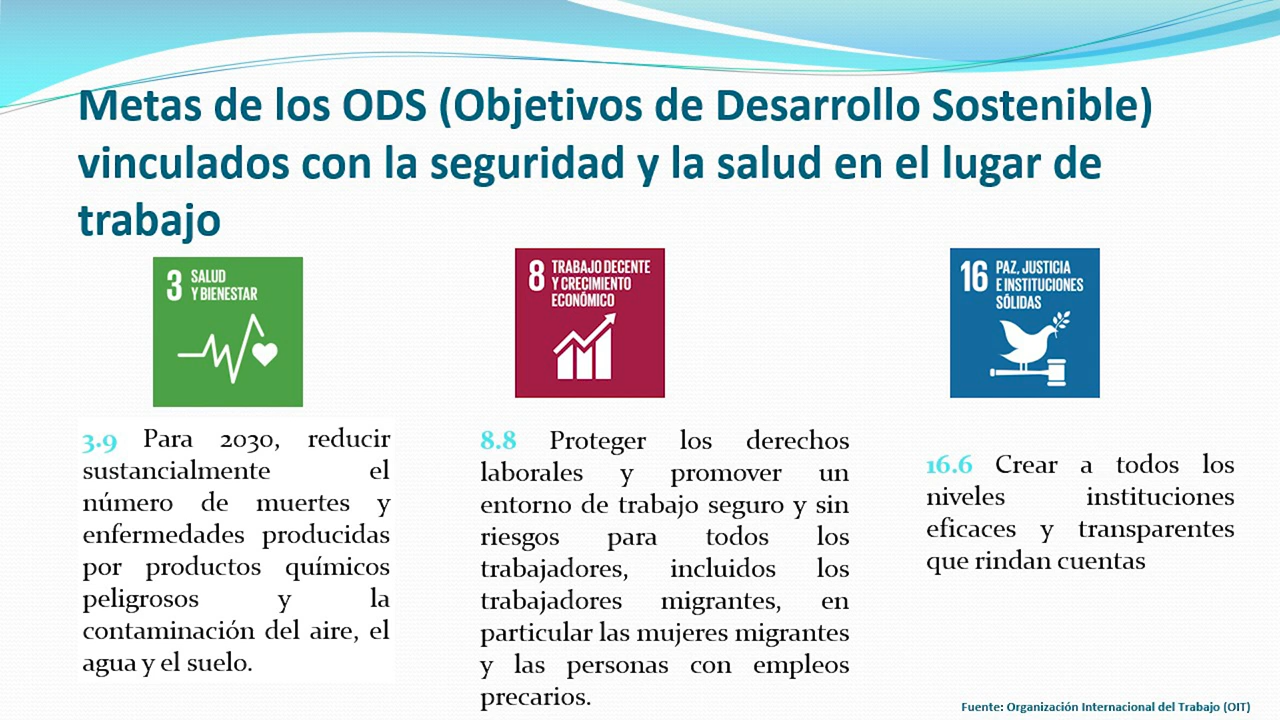 Metas de los ODS (Objetivos de Desarrollo Sostenible)
vinculados con la seguridad y la salud en el lugar de
trabajo
3 SALUD
Y BIENESTAR
3.9 Para 2030, reducir
sustancialmente el
número de muertes y
enfermedades producidas
por productos químicos
peligrosos y la
contaminación del aire, el
agua y el suelo.
8 TRABAJO DECENTE
Y CRECIMIENTO
ECONÓMICO
8.8 Proteger los derechos
laborales y promover un
entorno de trabajo seguro y sin
riesgos para todos los
trabajadores, incluidos los
trabajadores migrantes, en
particular las mujeres migrantes
y las personas con empleos
precarios.
16 PAZ, JUSTICIA
E INSTITUCIONES
SÓLIDAS
16.6 Crear a todos los
niveles instituciones
eficaces y transparentes
que rindan cuentas
Fuente: Organización Internacional del Trabajo (OIT)